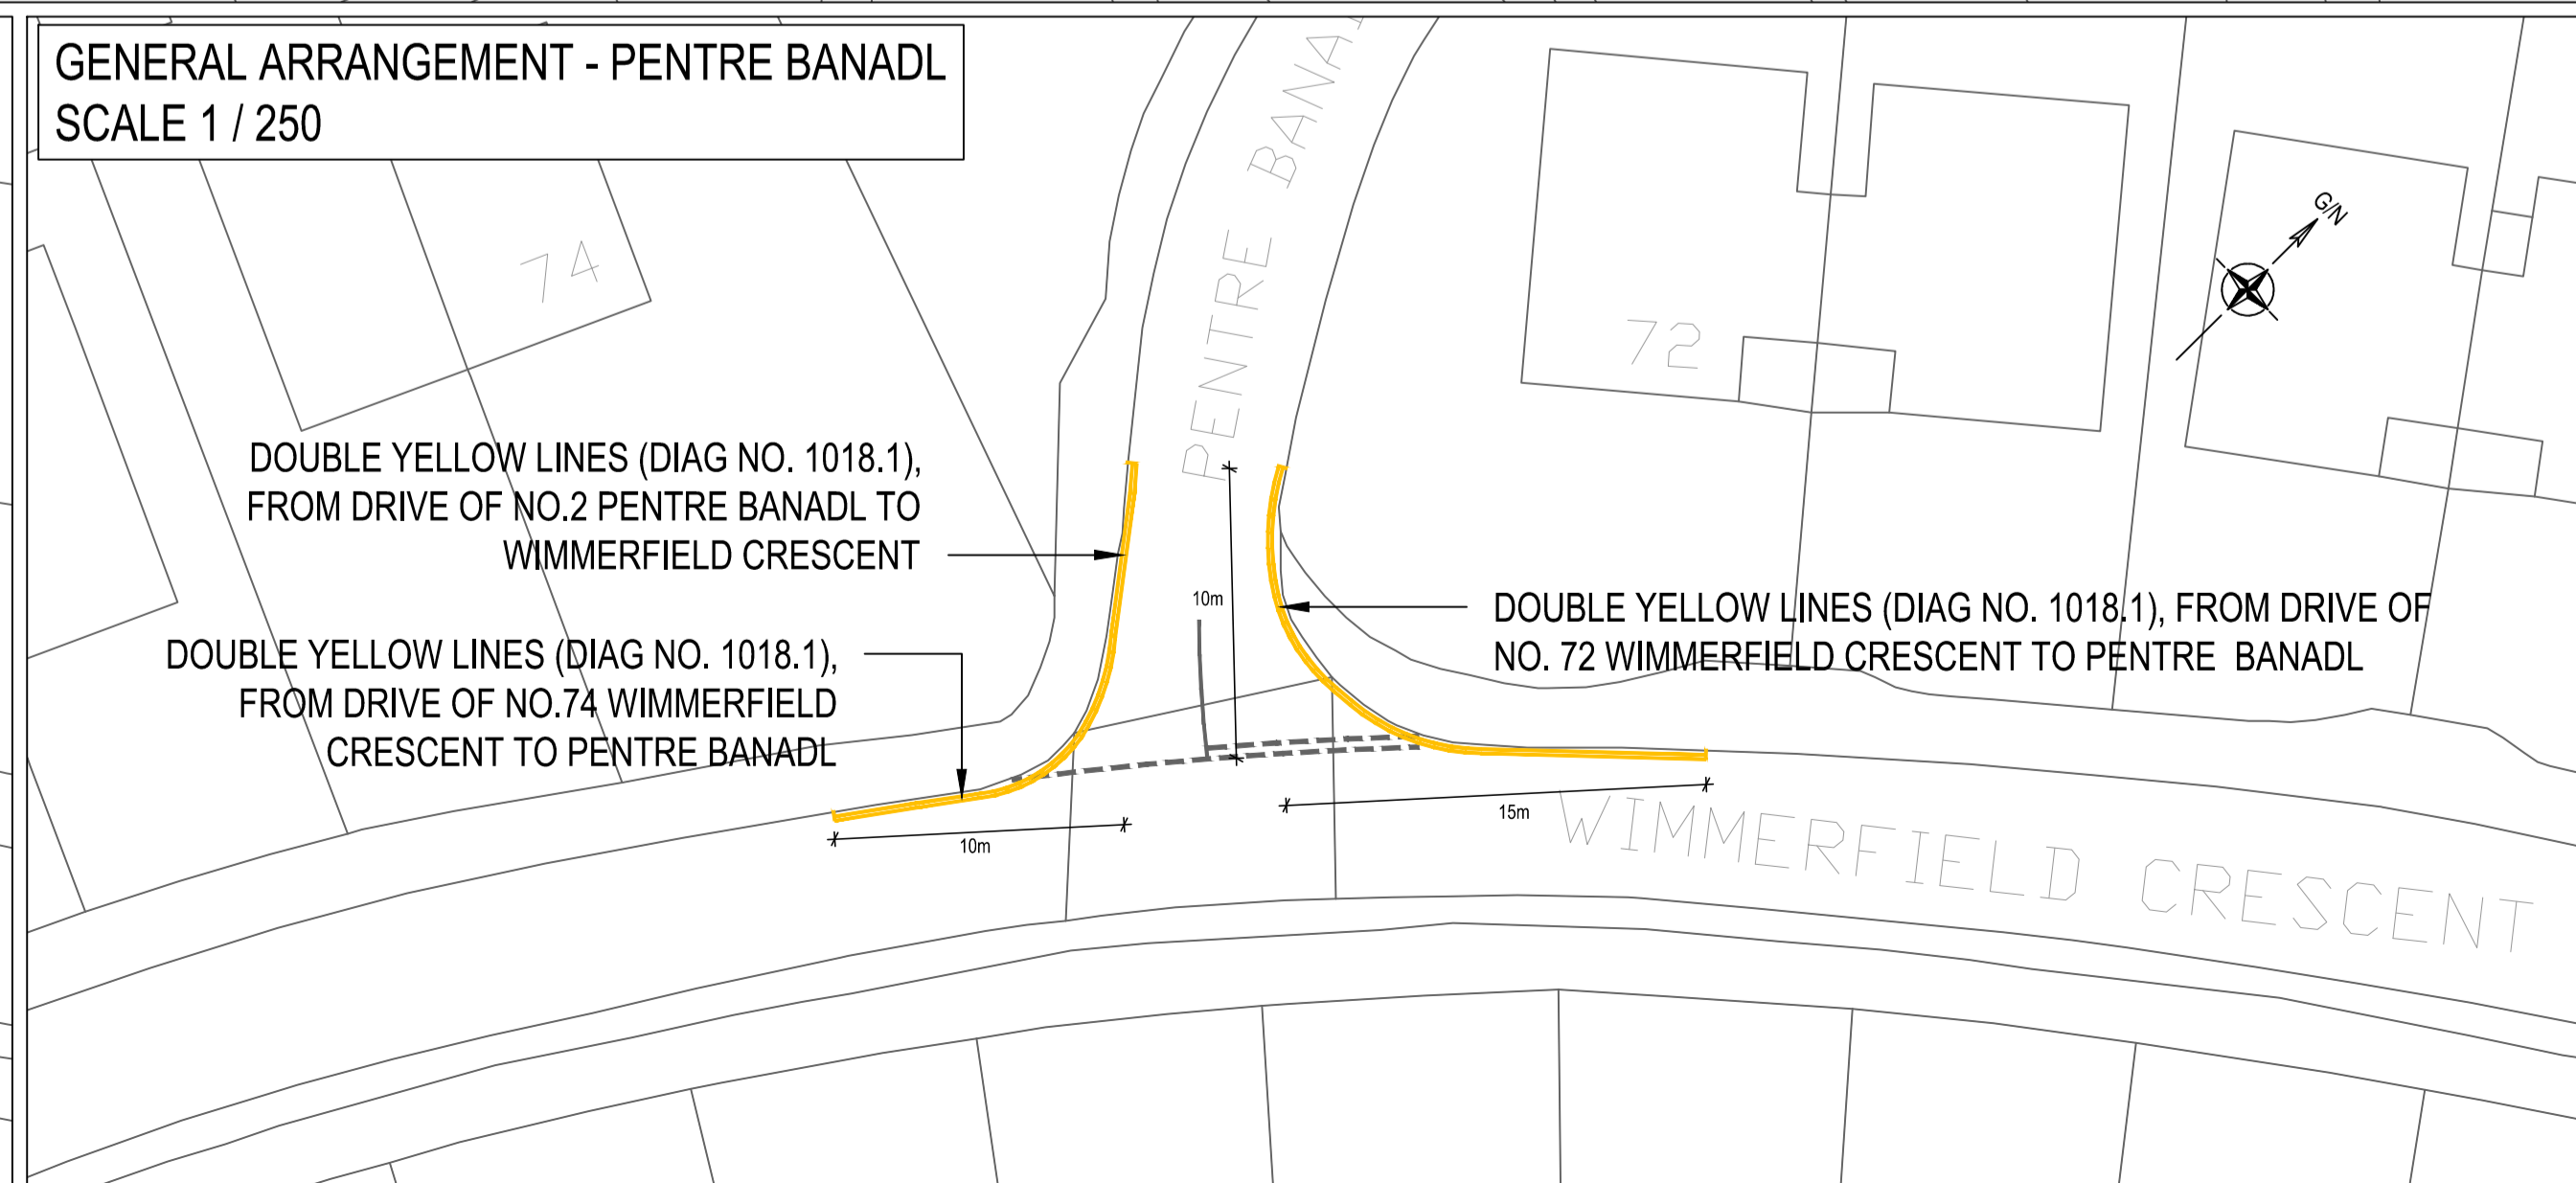 GENERAL ARRANGEMENT - PENTRE BANADL
SCALE 1 / 250
PENTRE
74
72
G/N
DOUBLE YELLOW LINES (DIAG NO. 1018.1),
FROM DRIVE OF NO.2 PENTRE BANADL TO
WIMMERFIELD CRESCENT
10m
DOUBLE YELLOW LINES (DIAG NO. 1018.1), FROM DRIVE OF
NO. 72 WIMMERFIELD CRESCENT TO PENTRE BANADL
DOUBLE YELLOW LINES (DIAG NO. 1018.1),
FROM DRIVE OF NO.74 WIMMERFIELD
CRESCENT TO PENTRE BANADL
10m
15m
WIMMERFIELD CRESCENT